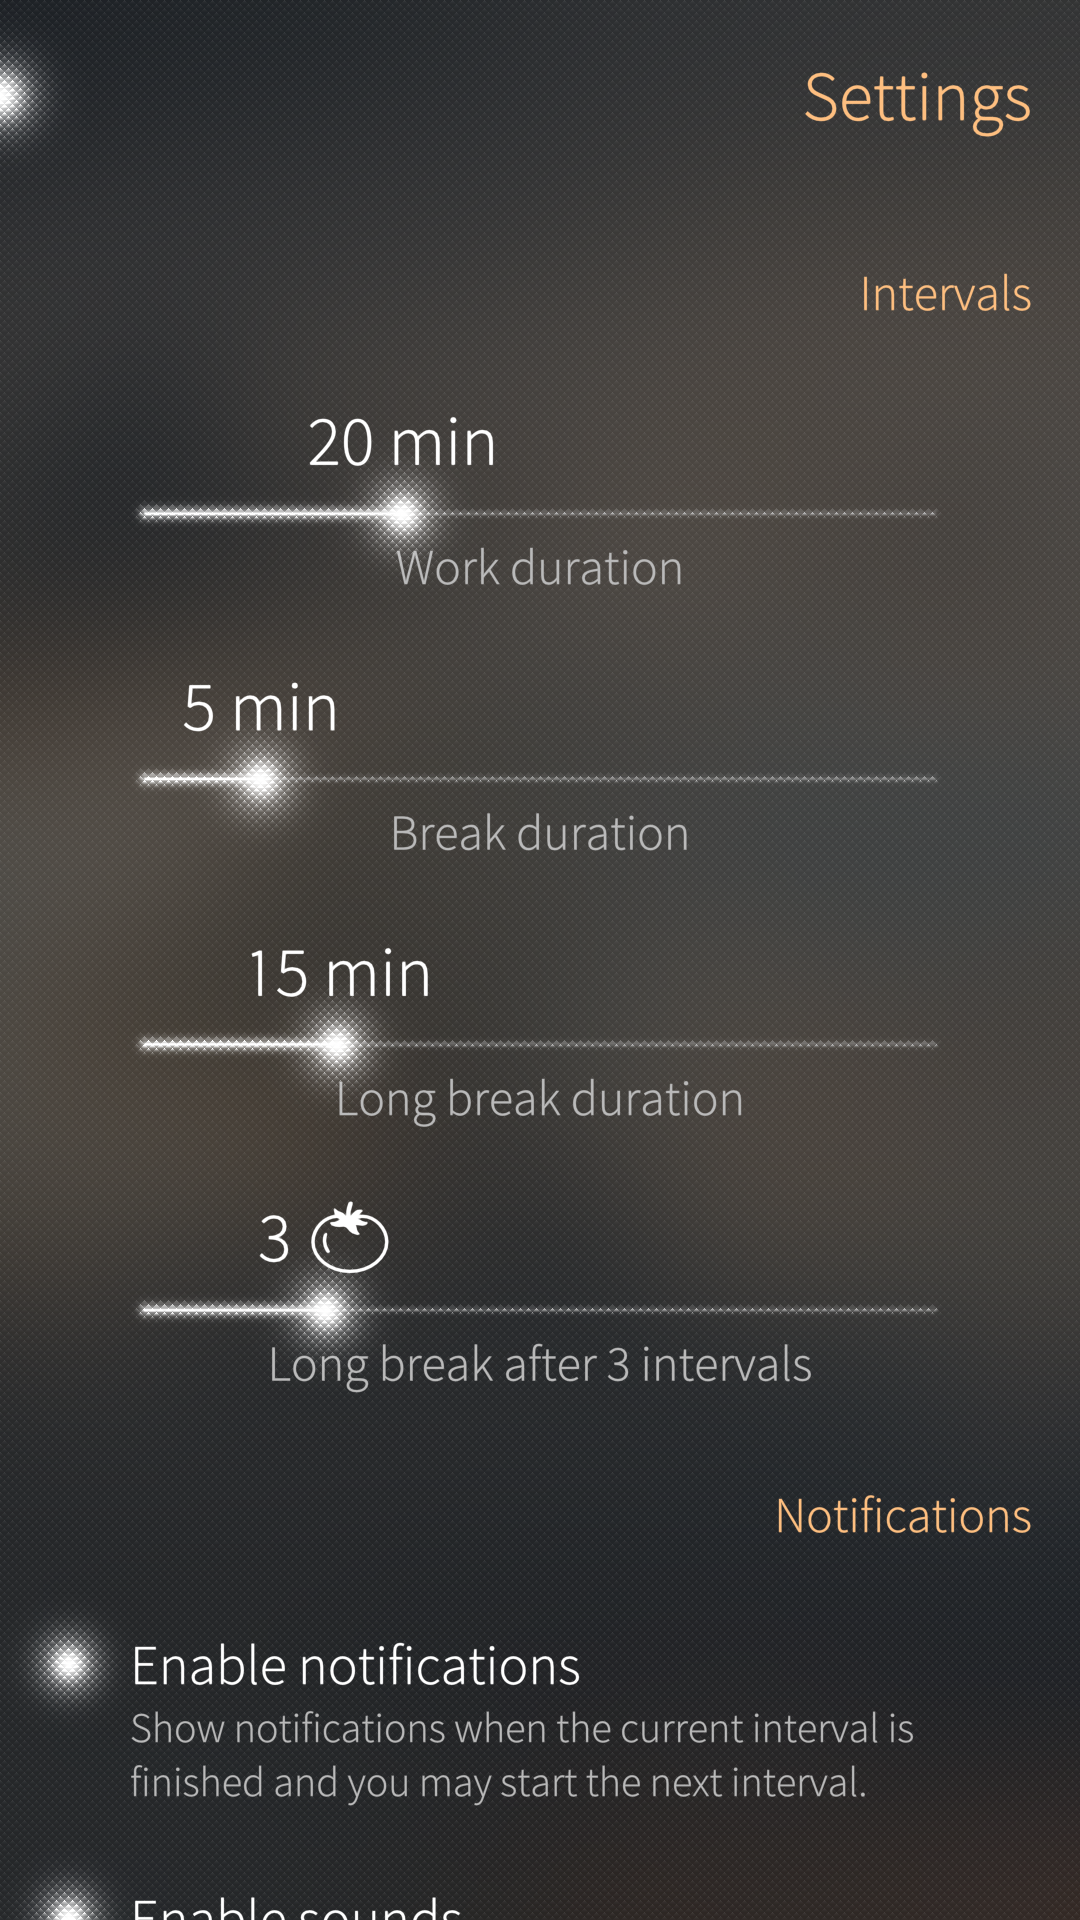 Settings
Intervals
20 min
Work duration
5 min
Break duration
15 min
Long break duration
3
Long break after 3 intervals
Notifications
Enable notifications
Show notifications when the current interval is
finished and you may start the next interval.
Enable sounds